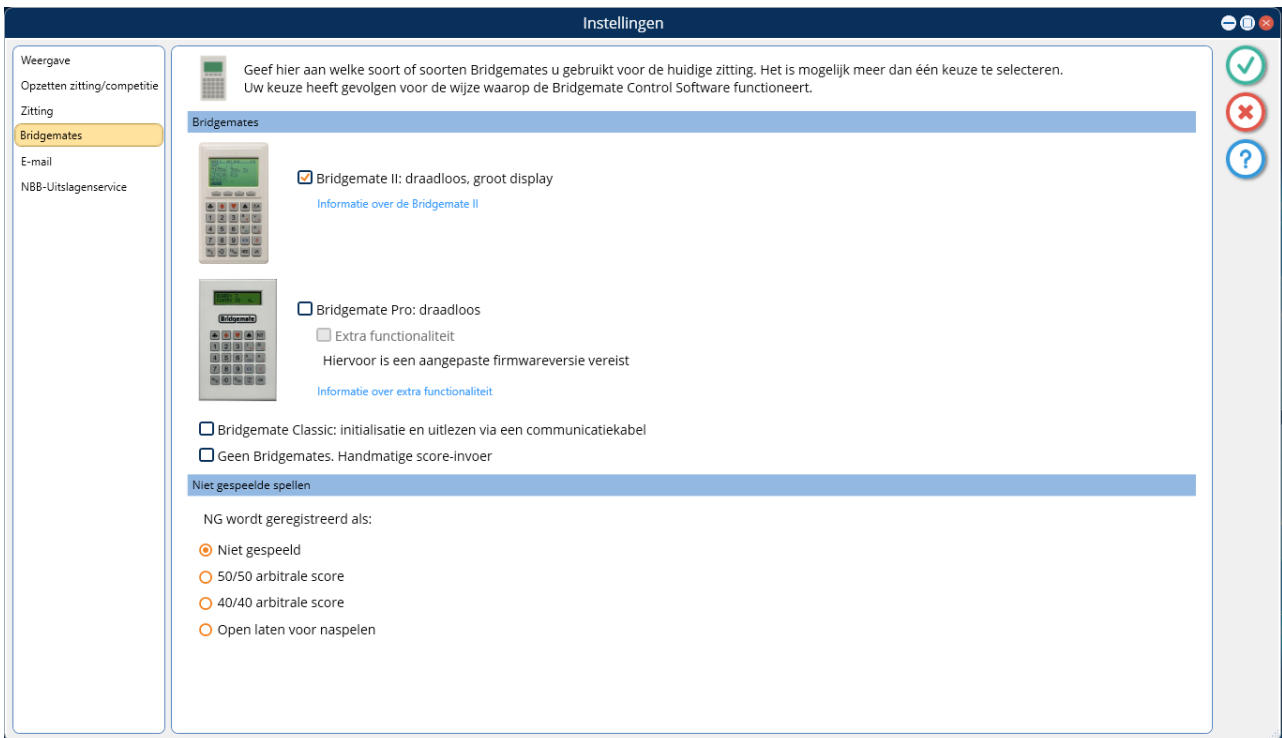 Instellingen
Weergave
Opzetten zitting/competitie
Zitting
Bridgemates
E-mail
NBB-Uitslagenservice
Geef hier aan welke soort of soorten Bridgemates u gebruikt voor de huidige zitting. Het is mogelijk meer dan één keuze te selecteren.
Uw keuze heeft gevolgen voor de wijze waarop de Bridgemate Control Software functioneert.
Bridgemates
Bridgemate II: draadloos, groot display
Informatie over de Bridgemate II
Bridgemate
Bridgemate Pro: draadloos
Extra functionaliteit
Hiervoor is een aangepaste firmwareversie vereist
Informatie over extra functionaliteit
Bridgemate Classic: initialisatie en uitlezen via een communicatiekabel
Geen Bridgemates. Handmatige score-invoer
Niet gespeelde spellen
NG wordt geregistreerd als:
Niet gespeeld
50/50 arbitrale score
40/40 arbitrale score
Open laten voor naspelen